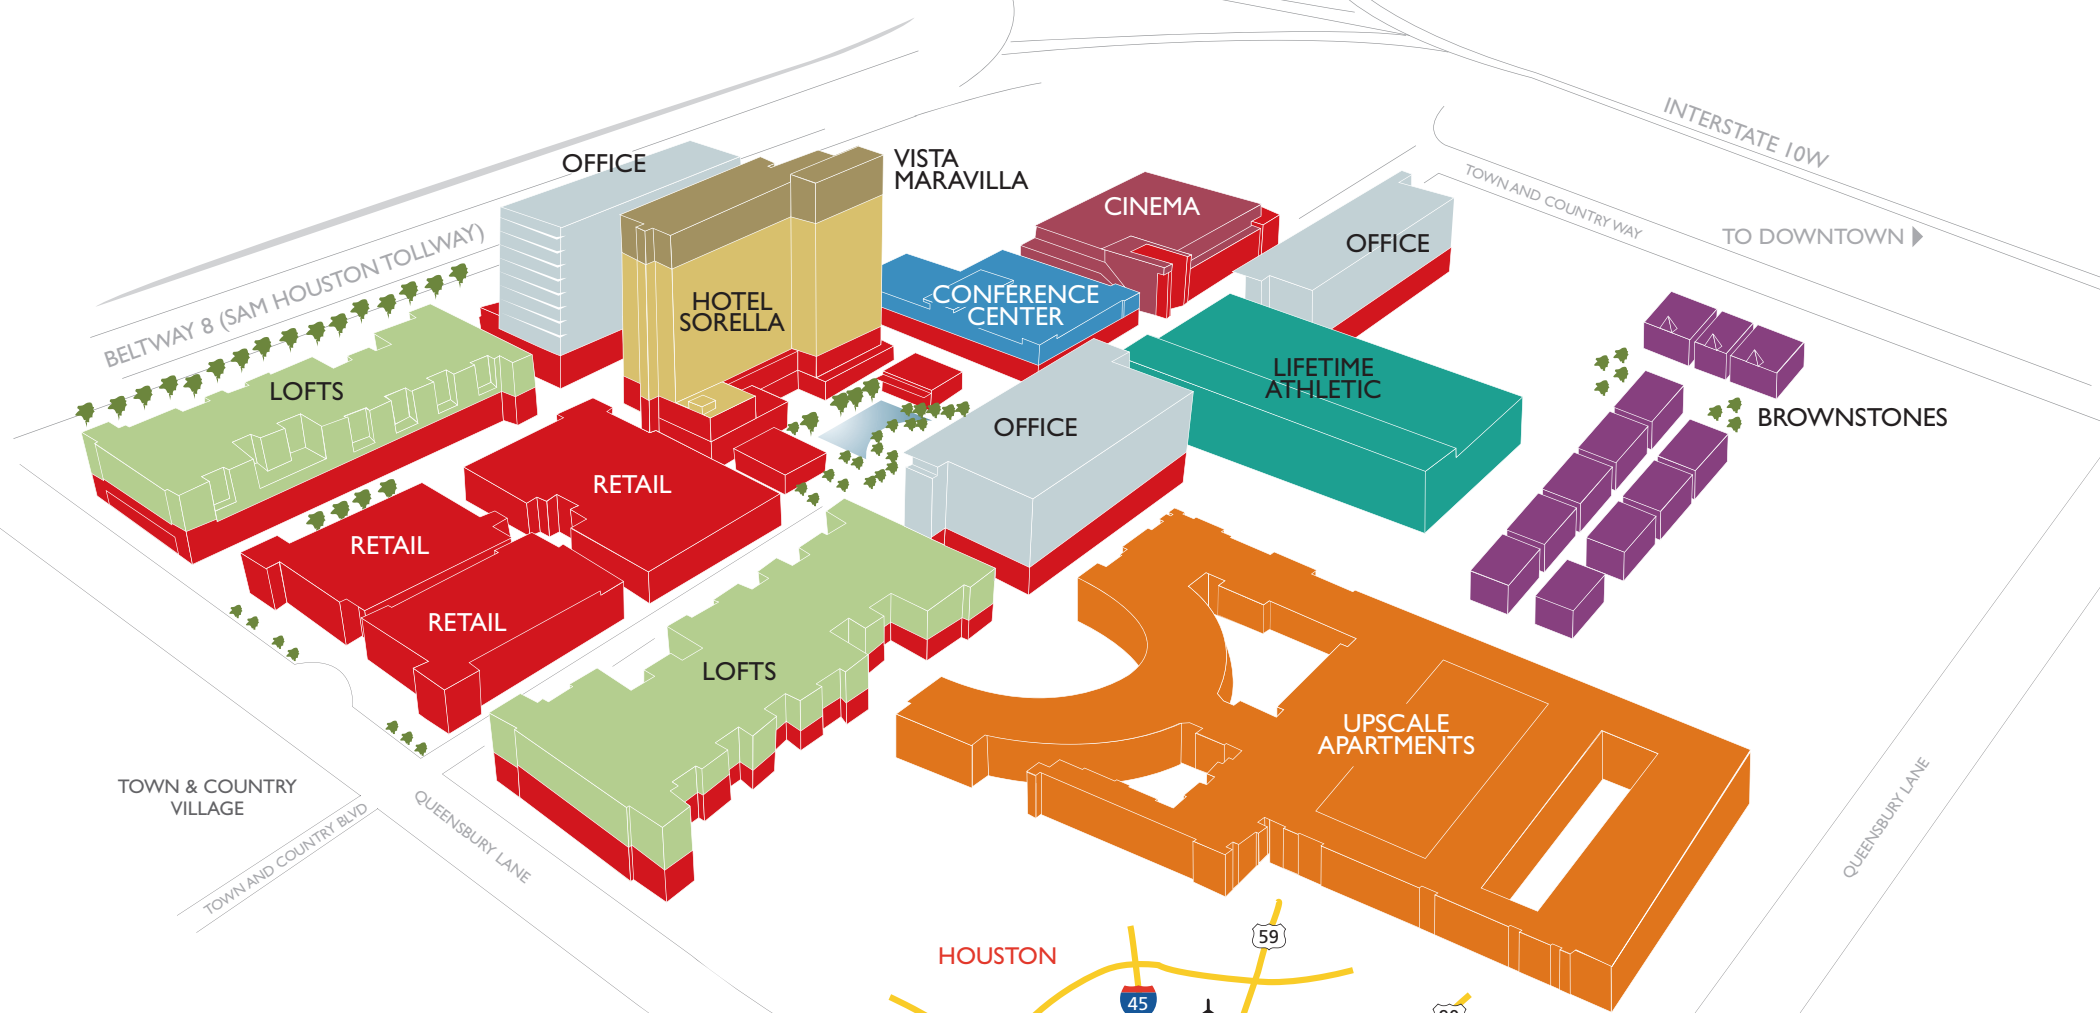 INTERSTATE 10W
OFFICE
VISTA
MARAVILLA
TOWN AND COUNTRY WAY
CINEMA
TO DOWNTOWN
OFFICE
BELTWAY 8 (SAM HOUSTON TOLLWAY)
HOTEL
SORELLA
CONFERENCE
CENTER
LOFTS
LIFETIME
ATHLETIC
BROWNSTONES
OFFICE
RETAIL
RETAIL
RETAIL
LOFTS
UPSCALE
APARTMENTS
TOWN & COUNTRY
VILLAGE
TOWN AND COUNTRY BLVD
QUEENSBURY LANE
QUEENSBURY LANE
HOUSTON
59
45